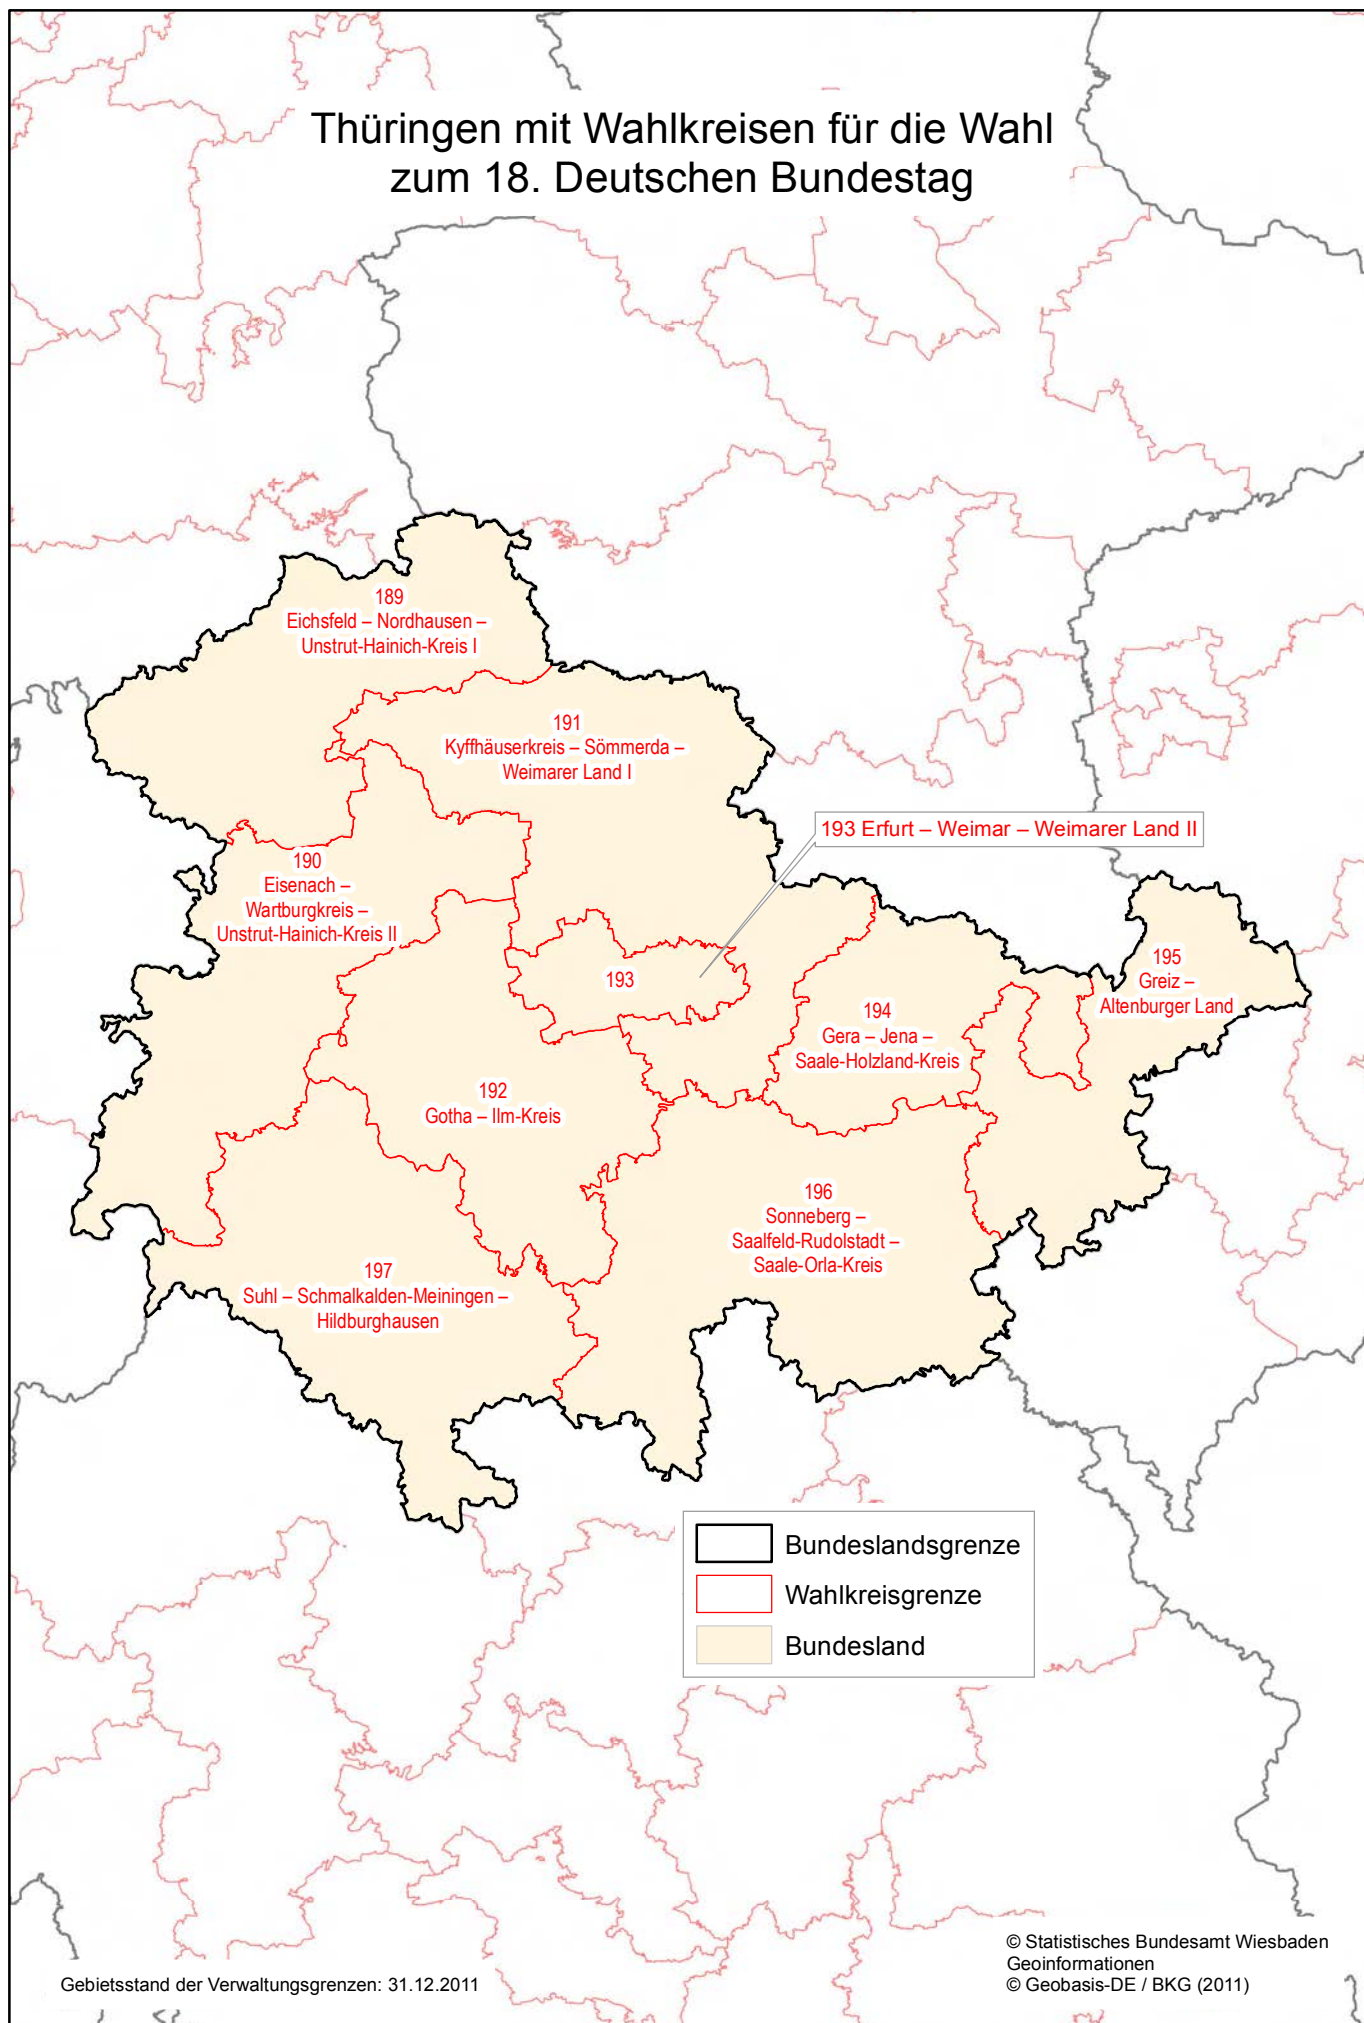 Thüringen mit Wahlkreisen für die Wahl
zum 18. Deutschen Bundestag
189
Eichsfeld – Nordhausen –
Unstrut-Hainich-Kreis I
191
Kyffhäuserkreis – Sömmerda –
Weimarer Land I
193 Erfurt – Weimar – Weimarer Land II
190
Eisenach –
Wartburgkreis –
Unstrut-Hainich-Kreis II
193
195
Greiz –
Altenburger Land
194
Gera – Jena –
Saale-Holzland-Kreis
192
Gotha – Ilm-Kreis
196
Sonneberg –
Saalfeld-Rudolstadt –
Saale-Orla-Kreis
197
Suhl – Schmalkalden-Meiningen –
Hildburghausen
Bundeslandsgrenze
Wahlkreisgrenze
Bundesland
Gebietsstand der Verwaltungsgrenzen: 31.12.2011
© Statistisches Bundesamt Wiesbaden
Geoinformationen
© Geobasis-DE / BKG (2011)